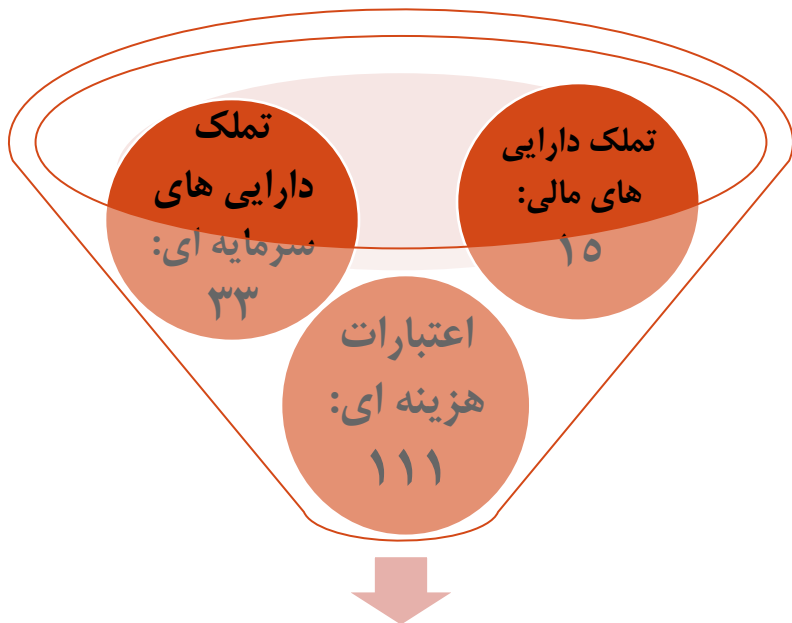 تملک دارایی
های مالی:
۱۵
تملک
دارایی های
سرمایه ای:
۳۳
اعتبارات
هزینه ای:
۱۱۱